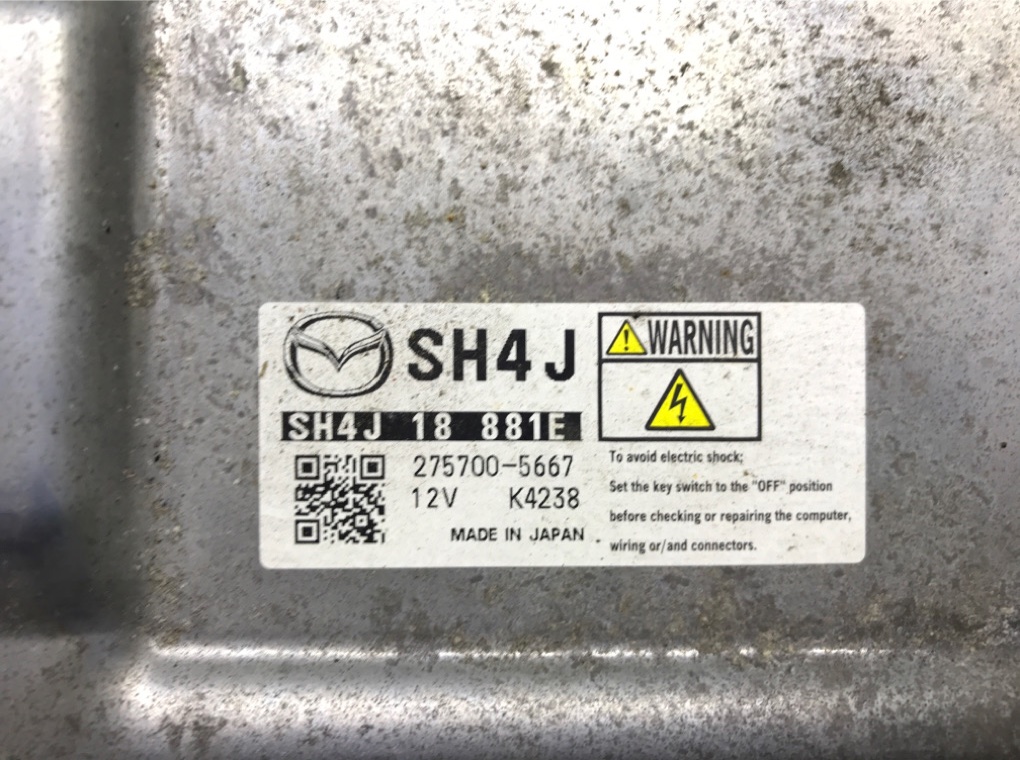 SH4J
WARNING
SH4J 18 881E
275700-5667
12V K4238
MADE IN JAPAN
To avoid electric shock;
Set the key switch to the "OFF" position
before checking or repairing the computer,
wiring or/and connectors.